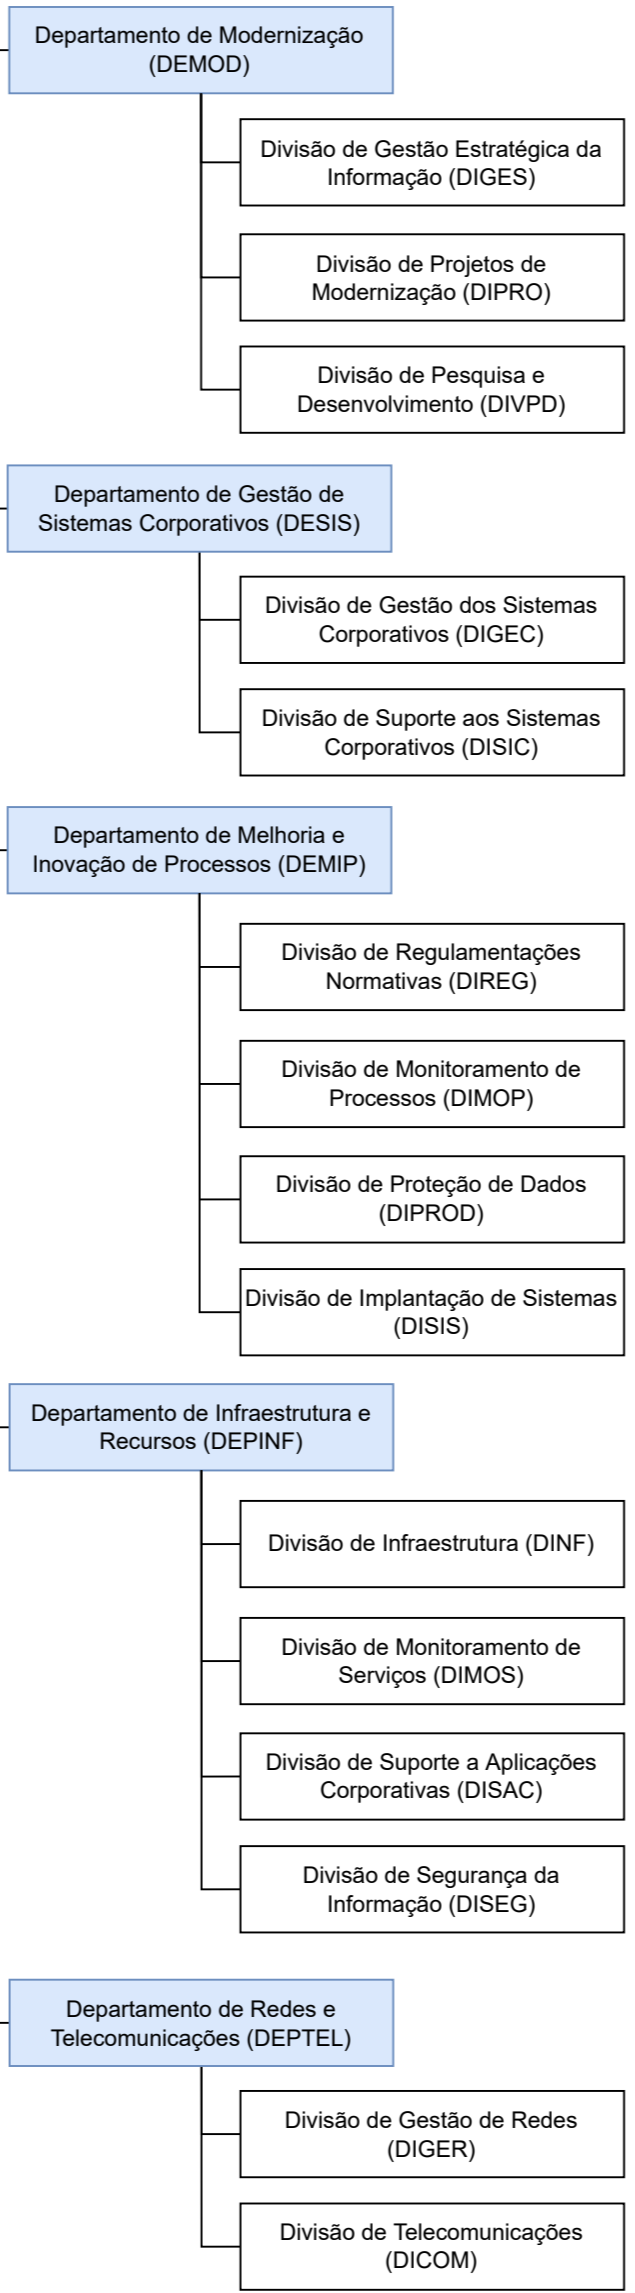 Departamento de Modernização
(DEMOD)
Divisão de Gestão Estratégica da
Informação (DIGES)
Divisão de Projetos de
Modernização (DIPRO)
Divisão de Pesquisa e
Desenvolvimento (DIVPD)
Departamento de Gestão de
Sistemas Corporativos (DESIS)
Divisão de Gestão dos Sistemas
Corporativos (DIGEC)
Divisão de Suporte aos Sistemas
Corporativos (DISIC)
Departamento de Melhoria e
Inovação de Processos (DEMIP)
Divisão de Regulamentações
Normativas (DIREG)
Divisão de Monitoramento de
Processos (DIMOP)
Divisão de Proteção de Dados
(DIPROD)
Divisão de Implantação de Sistemas
(DISIS)
Departamento de Infraestrutura e
Recursos (DEPINF)
Divisão de Infraestrutura (DINF)
Divisão de Monitoramento de
Serviços (DIMOS)
Divisão de Suporte a Aplicações
Corporativas (DISAC)
Divisão de Segurança da
Informação (DISEG)
Departamento de Redes e
Telecomunicações (DEPTEL)
Divisão de Gestão de Redes
(DIGER)
Divisão de Telecomunicações
(DICOM)